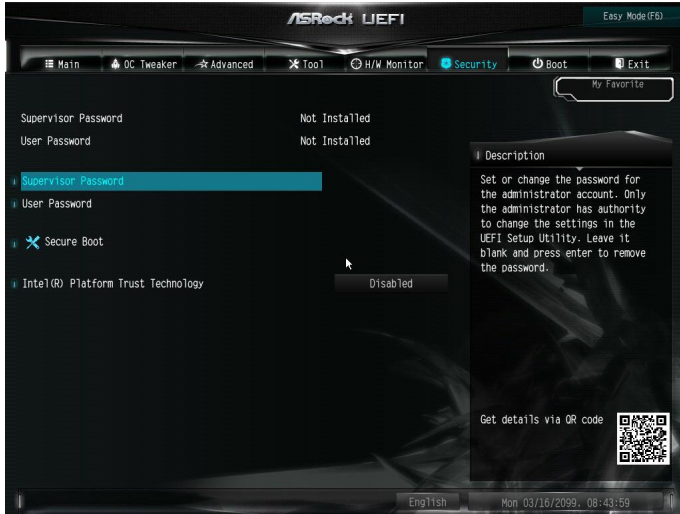 ASRock UEFI
Easy Mode(F6)
Main
OC Tweaker
Advanced
Tool
H/W Monitor
Security
Boot
Exit
My Favorite
Supervisor Password Not Installed
User Password Not Installed
Description
Supervisor Password
User Password
Secure Boot
Intel(R) Platform Trust Technology Disabled
Set or change the password for
the administrator account. Only
the administrator has authority
to change the settings in the
UEFI Setup Utility. Leave it
blank and press enter to remove
the password.
Get details via QR code
English
Mon 03/16/2099, 08:43:59